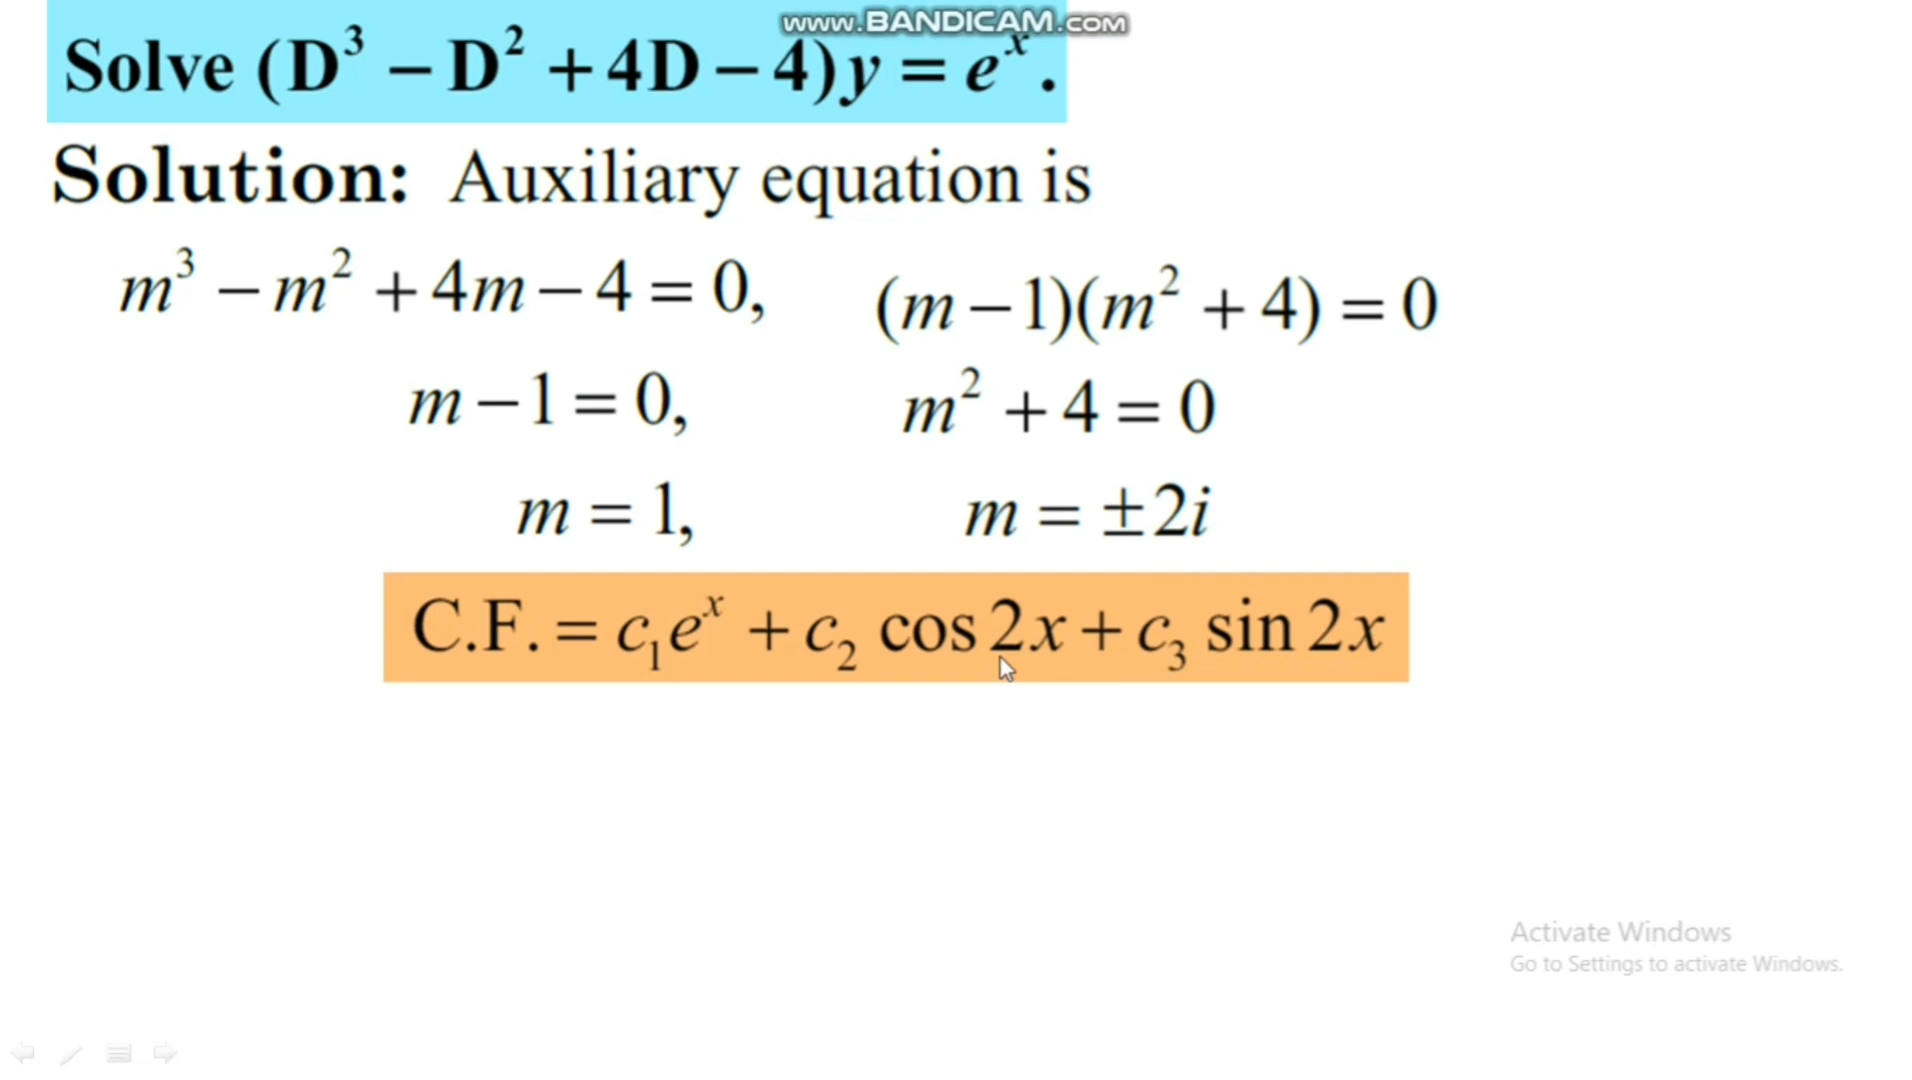 www.BANDICAM.com
Solve (D³ − D² + 4D − 4)y = eˣ.
Solution: Auxiliary equation is
m³ − m² + 4m − 4 = 0, (m − 1)(m² + 4) = 0
m − 1 = 0, m² + 4 = 0
m = 1, m = ±2i
C.F. = c₁eˣ + c₂ cos 2x + c₃ sin 2x
Activate Windows
Go to Settings to activate Windows.